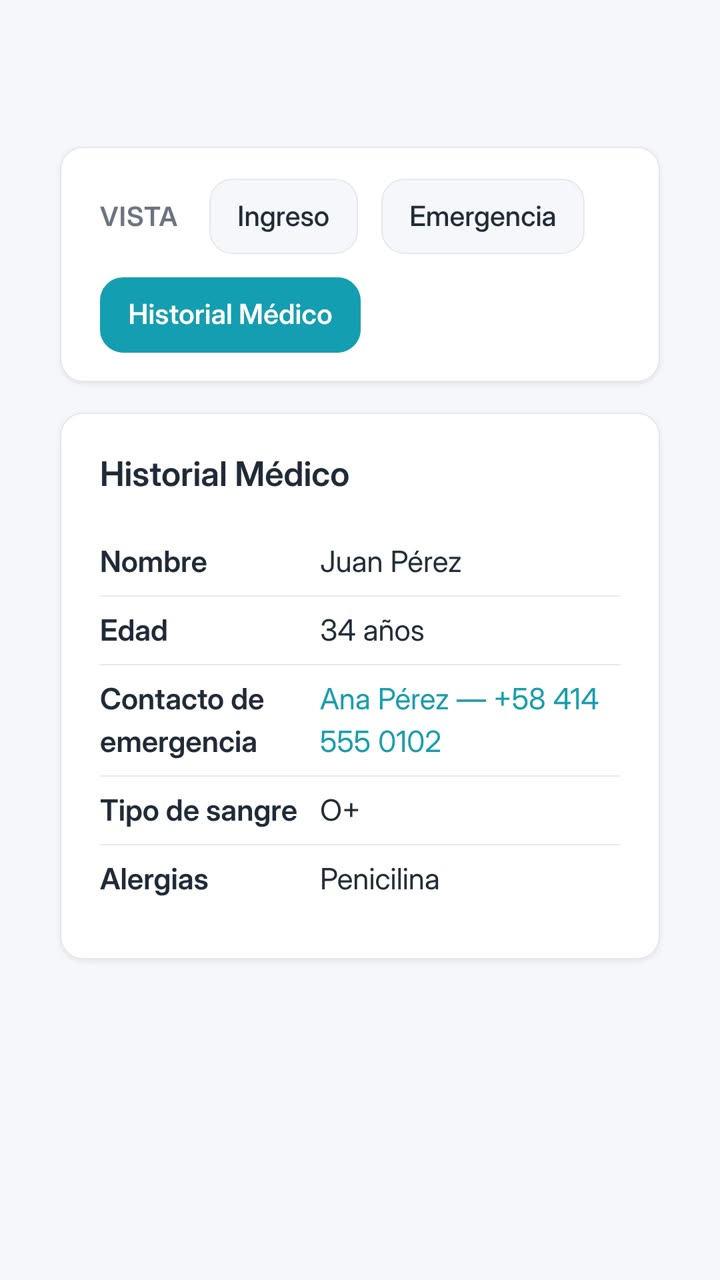 VISTA Ingreso Emergencia
Historial Médico
Historial Médico
Nombre Juan Pérez
Edad 34 años
Contacto de emergencia Ana Pérez — +58 414 555 0102
Tipo de sangre O+
Alergias Penicilina